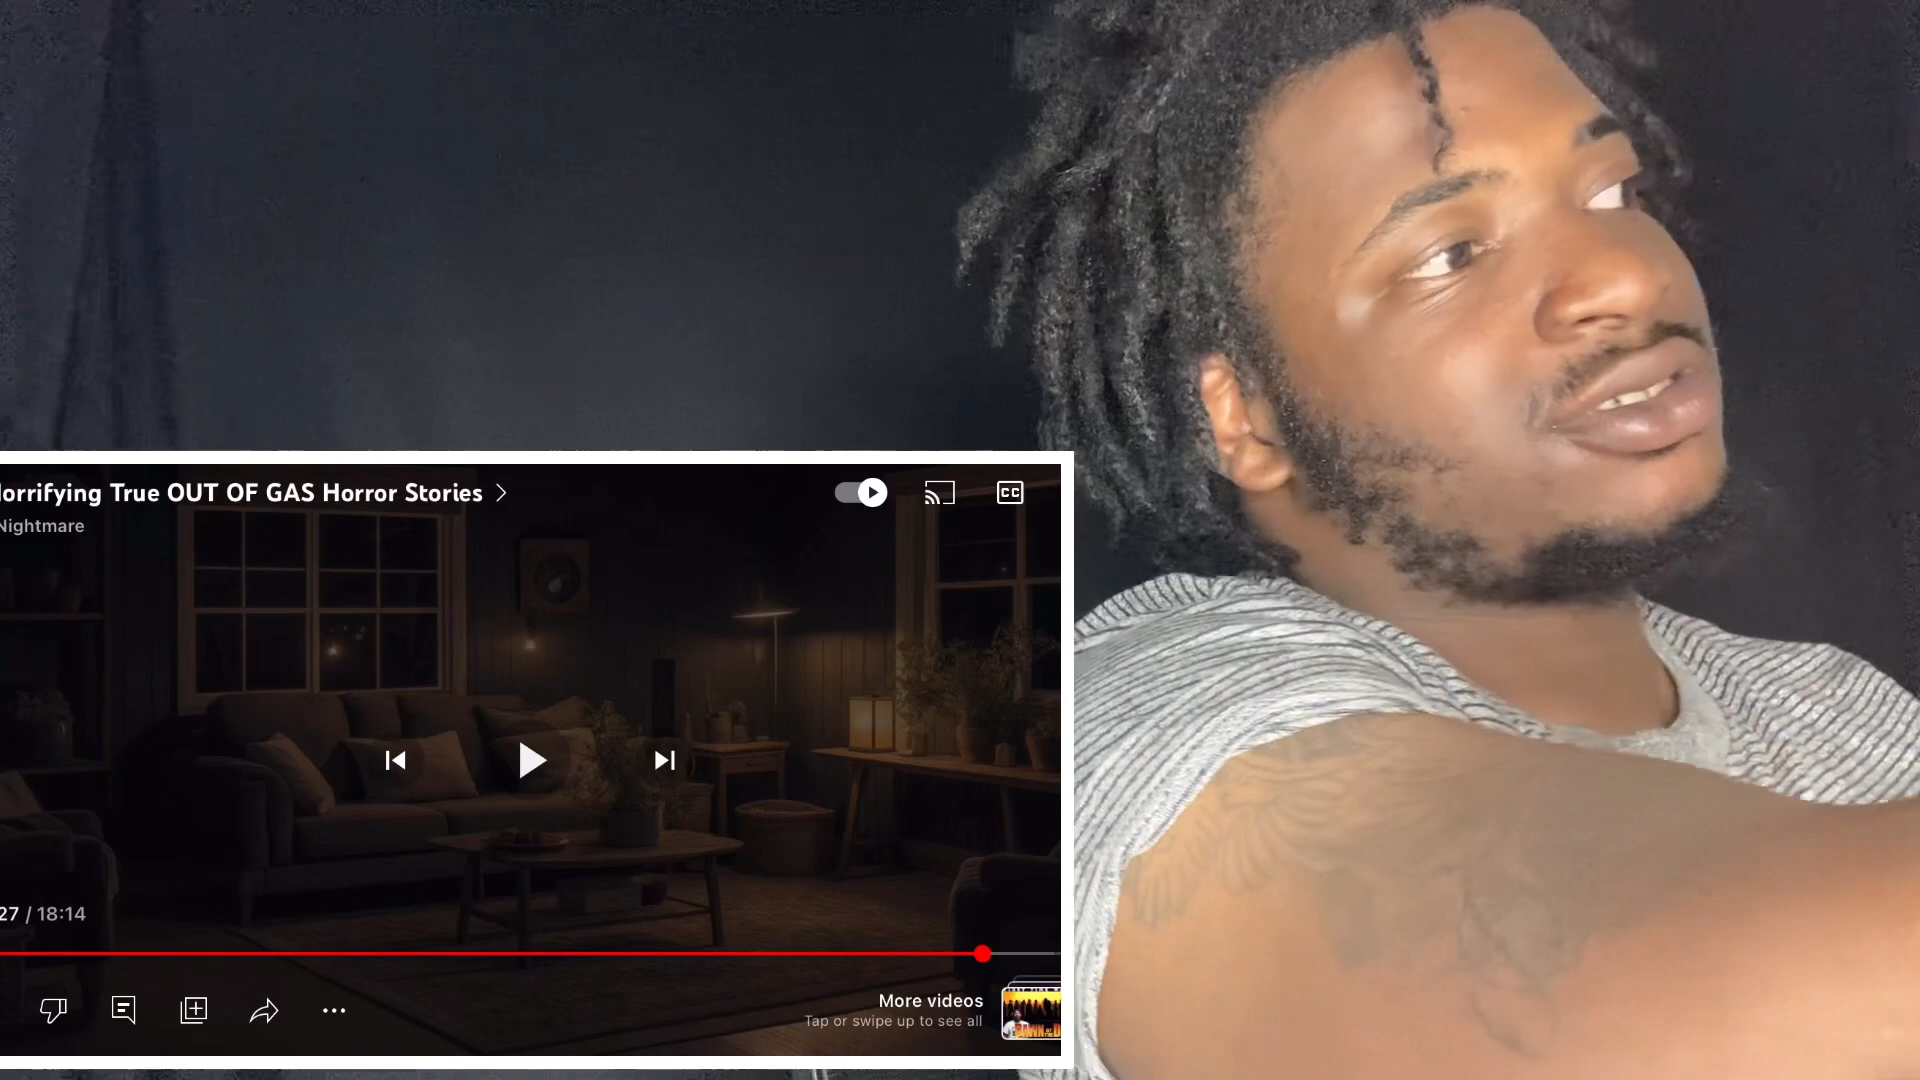 orrifying True OUT OF GAS Horror Stories
Nightmare
CC
27 / 18:14
More videos
Tap or swipe up to see all